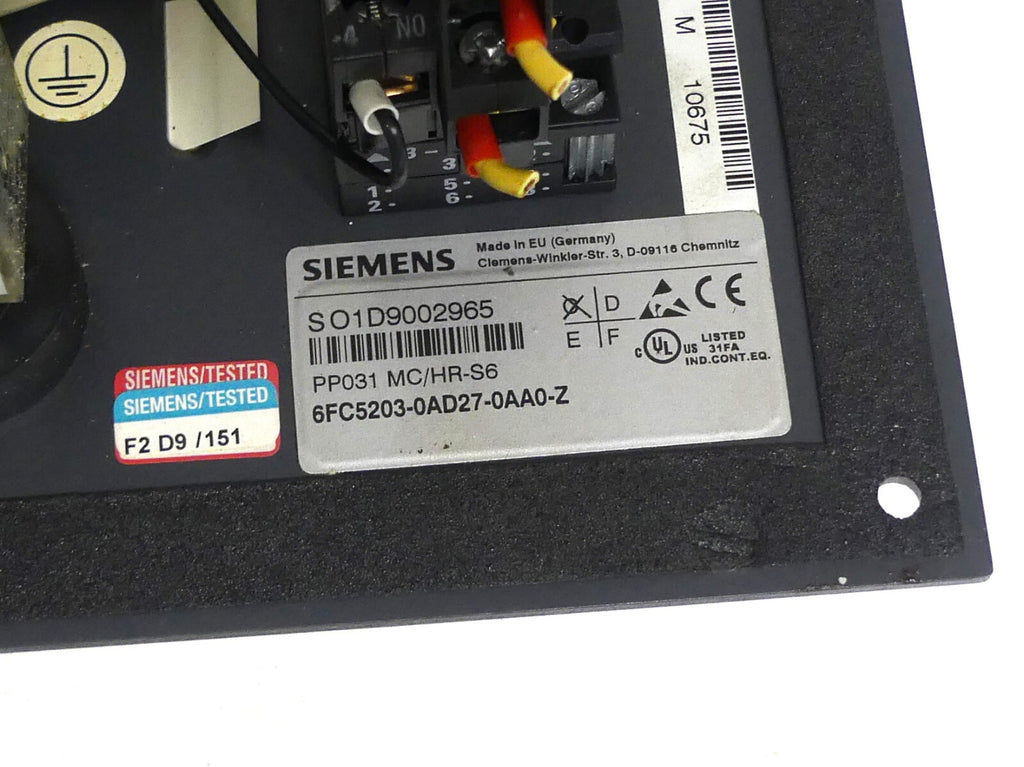 NO
.4
M 10675
3
3
1
5
2
6
SIEMENS
Made in EU (Germany)
Clemens-Winkler-Str. 3, D-09116 Chemnitz
S O1D9002965
A D
E F
CE
c UL US LISTED
31FA
IND.CONT.EQ.
PP031 MC/HR-S6
6FC5203-0AD27-0AA0-Z
SIEMENS/TESTED
SIEMENS/TESTED
F2 D9 /151